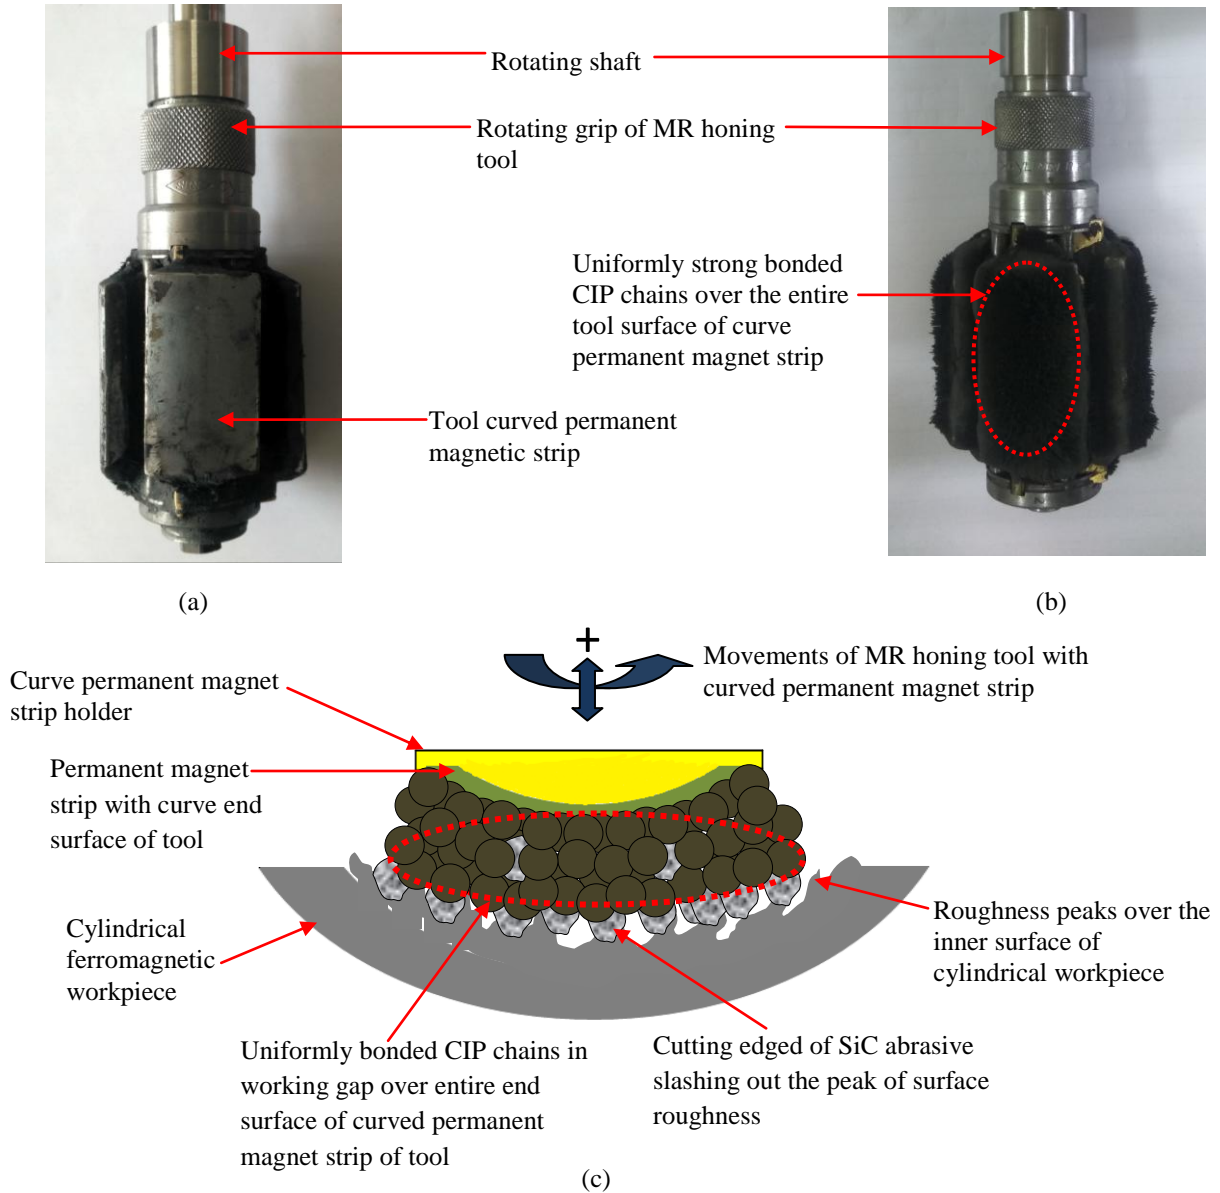 Rotating shaft
Rotating grip of MR honing
tool
Uniformly strong bonded
CIP chains over the entire
tool surface of curve
permanent magnet strip
Tool curved permanent
magnetic strip
(a)
(b)
+
Movements of MR honing tool with
curved permanent magnet strip
Curve permanent magnet
strip holder
Permanent magnet
strip with curve end
surface of tool
Cylindrical
ferromagnetic
workpiece
Roughness peaks over the
inner surface of
cylindrical workpiece
Uniformly bonded CIP chains in
working gap over entire end
surface of curved permanent
magnet strip of tool
Cutting edged of SiC abrasive
slashing out the peak of surface
roughness
(c)